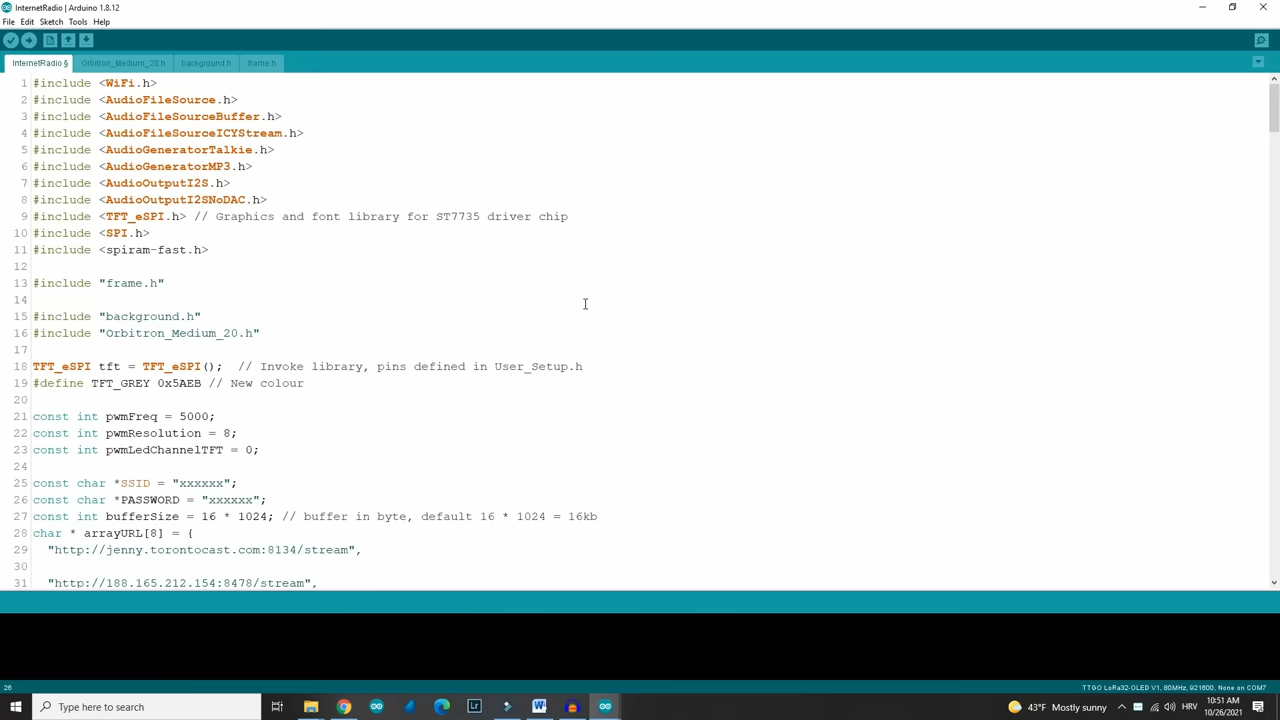 InternetRadio | Arduino 1.8.12
File Edit Sketch Tools Help
InternetRadio § Orbitron_Medium_20.h background.h frame.h
1 #include <WiFi.h>
2 #include <AudioFileSource.h>
3 #include <AudioFileSourceBuffer.h>
4 #include <AudioFileSourceICYStream.h>
5 #include <AudioGeneratorTalkie.h>
6 #include <AudioGeneratorMP3.h>
7 #include <AudioOutputI2S.h>
8 #include <AudioOutputI2SNoDAC.h>
9 #include <TFT_eSPI.h> // Graphics and font library for ST7735 driver chip
10 #include <SPI.h>
11 #include <spiram-fast.h>
12
13 #include "frame.h"
14
15 #include "background.h"
16 #include "Orbitron_Medium_20.h"
17
18 TFT_eSPI tft = TFT_eSPI();  // Invoke library, pins defined in User_Setup.h
19 #define TFT_GREY 0x5AEB // New colour
20
21 const int pwmFreq = 5000;
22 const int pwmResolution = 8;
23 const int pwmLedChannelTFT = 0;
24
25 const char *SSID = "xxxxxx";
26 const char *PASSWORD = "xxxxxx";
27 const int bufferSize = 16 * 1024; // buffer in byte, default 16 * 1024 = 16kb
28 char * arrayURL[8] = {
29   "http://jenny.torontocast.com:8134/stream",
30
31   "http://188.165.212.154:8478/stream",
26 TTGO LoRa32-OLED V1, 80MHz, 921600, None on COM7
Type here to search
43°F Mostly sunny HRV 10:51 AM
10/26/2021